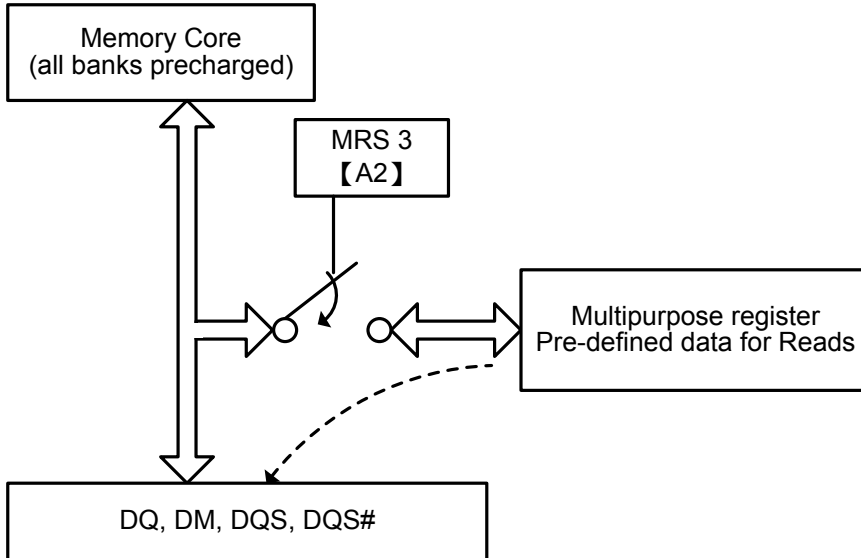 Memory Core
(all banks precharged)
MRS 3
【A2】
Multipurpose register
Pre-defined data for Reads
DQ, DM, DQS, DQS#